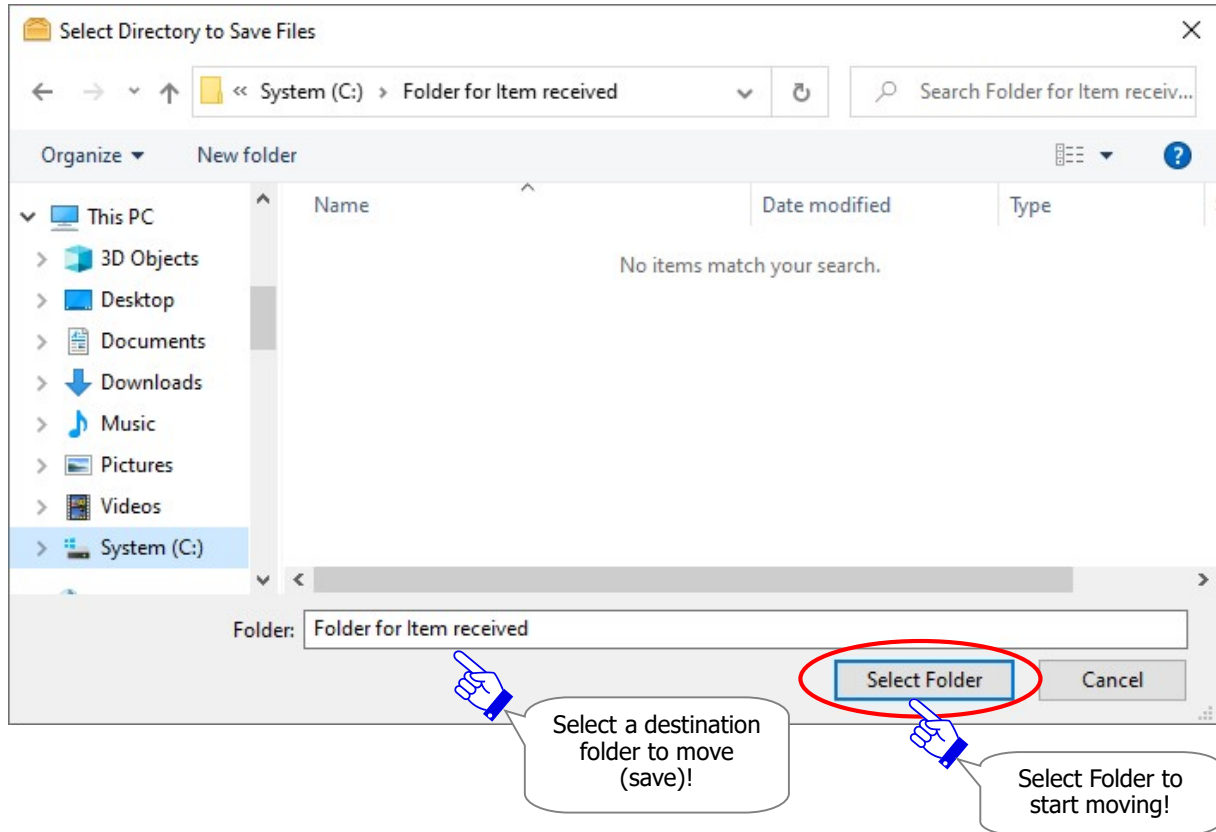 Select Directory to Save Files
« System (C:) > Folder for Item received
Search Folder for Item receiv...
Organize
New folder
Name
Date modified
Type
This PC
No items match your search.
3D Objects
Desktop
Documents
Downloads
Music
Pictures
Videos
System (C:)
Folder:
Folder for Item received
Select Folder
Cancel
Select a destination
folder to move
(save)!
Select Folder to
start moving!